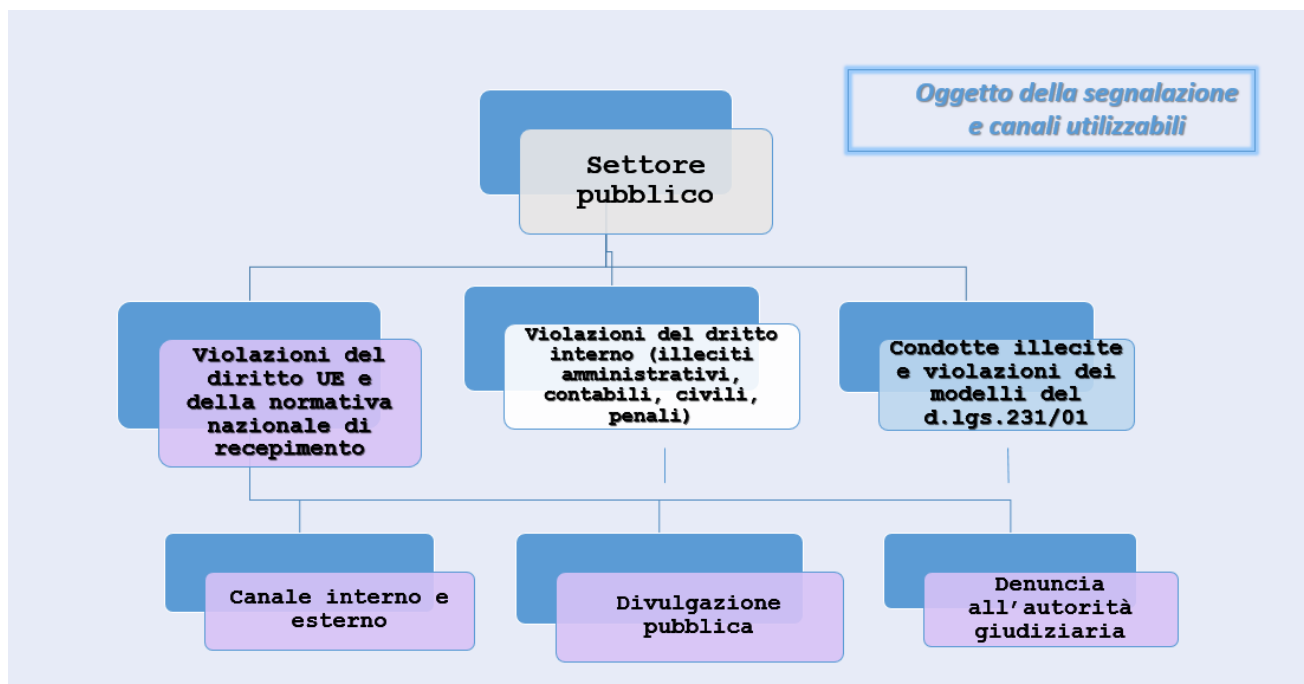 Oggetto della segnalazione
e canali utilizzabili
Settore
pubblico
Violazioni del
diritto UE e
della normativa
nazionale di
recepimento
Violazioni del dritto
interno (illeciti
amministrativi,
contabili, civili,
penali)
Condotte illecite
e violazioni dei
modelli del
d.lgs.231/01
Canale interno e
esterno
Divulgazione
pubblica
Denuncia
all’autorità
giudiziaria